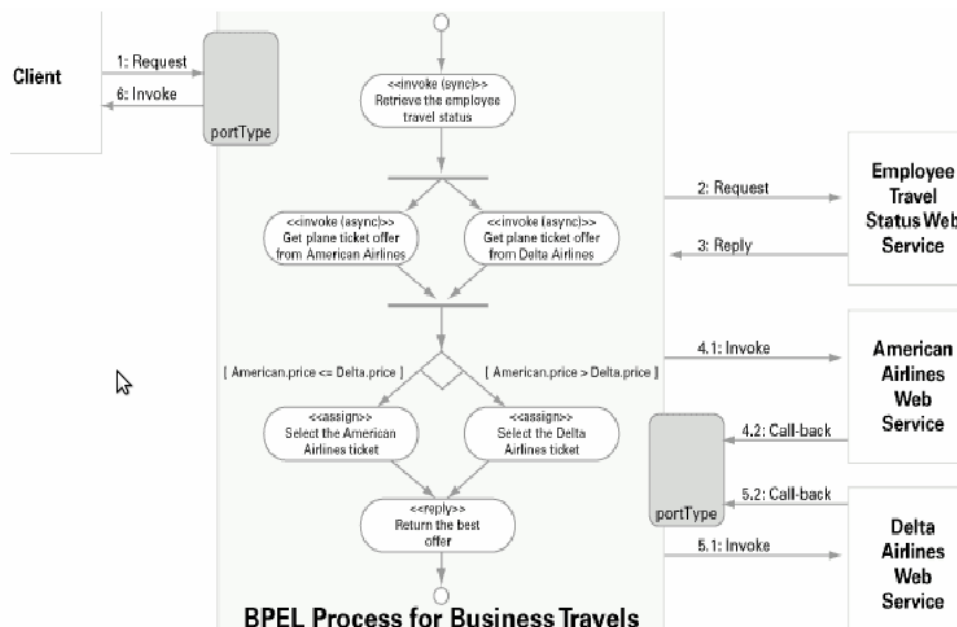 Client
1: Request
6: Invoke
portType
<<invoke (sync)>>
Retrieve the employee
travel status
<<invoke (async)>>
Get plane ticket offer
from American Airlines
<<invoke (async)>>
Get plane ticket offer
from Delta Airlines
[ American.price <= Delta.price ]
[ American.price > Delta.price ]
<<assign>>
Select the American
Airlines ticket
<<assign>>
Select the Delta
Airlines ticket
<<reply>>
Return the best
offer
BPEL Process for Business Travels
2: Request
3: Reply
Employee
Travel
Status Web
Service
4.1: Invoke
4.2: Call-back
American
Airlines
Web
Service
portType
5.2: Call-back
5.1: Invoke
Delta
Airlines
Web
Service